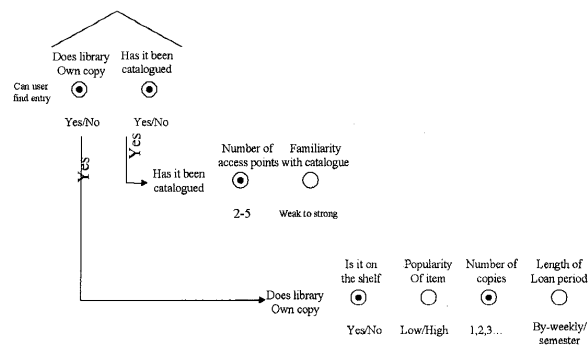 Does library
Own copy
Has it been
catalogued
Can user
find entry
Yes/No
Yes/No
Yes
Yes
Has it been
catalogued
Number of
access points
Familiarity
with catalogue
2-5
Weak to strong
Does library
Own copy
Is it on
the shelf
Popularity
Of item
Number of
copies
Length of
Loan period
Yes/No
Low/High
1,2,3...
By-weekly/
semester